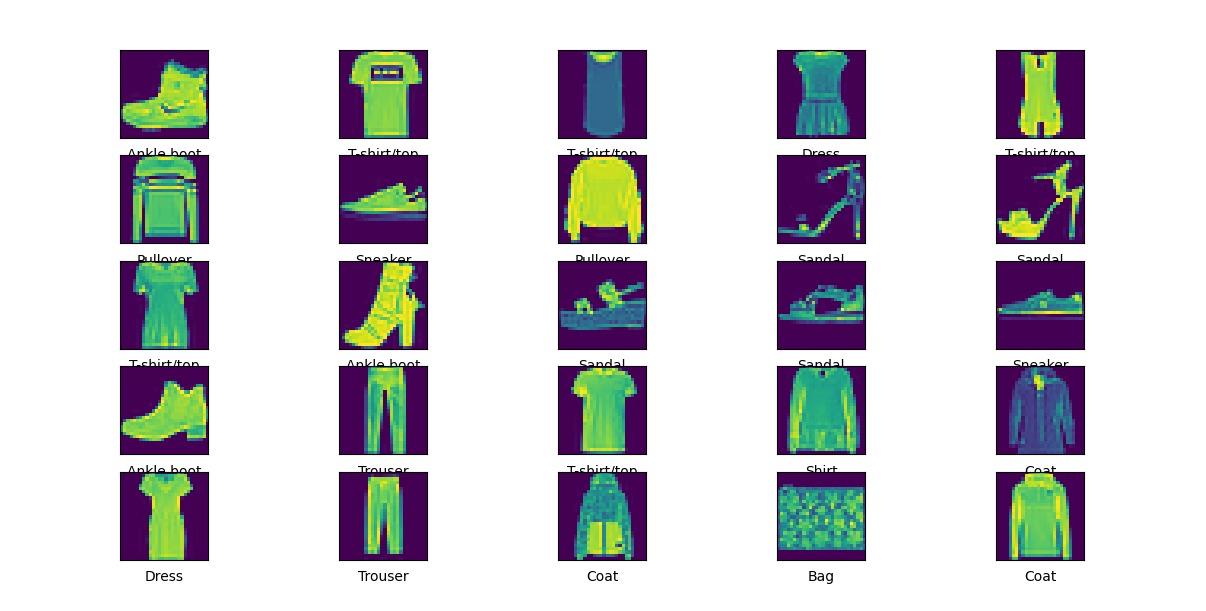 Ankle boot T-shirt/top T-shirt/top Dress T-shirt/top
Pullover Sneaker Pullover Sandal Sandal
T-shirt/top Ankle boot Sandal Sandal Sneaker
Ankle boot Trouser T-shirt/top Shirt Coat
Dress Trouser Coat Bag Coat